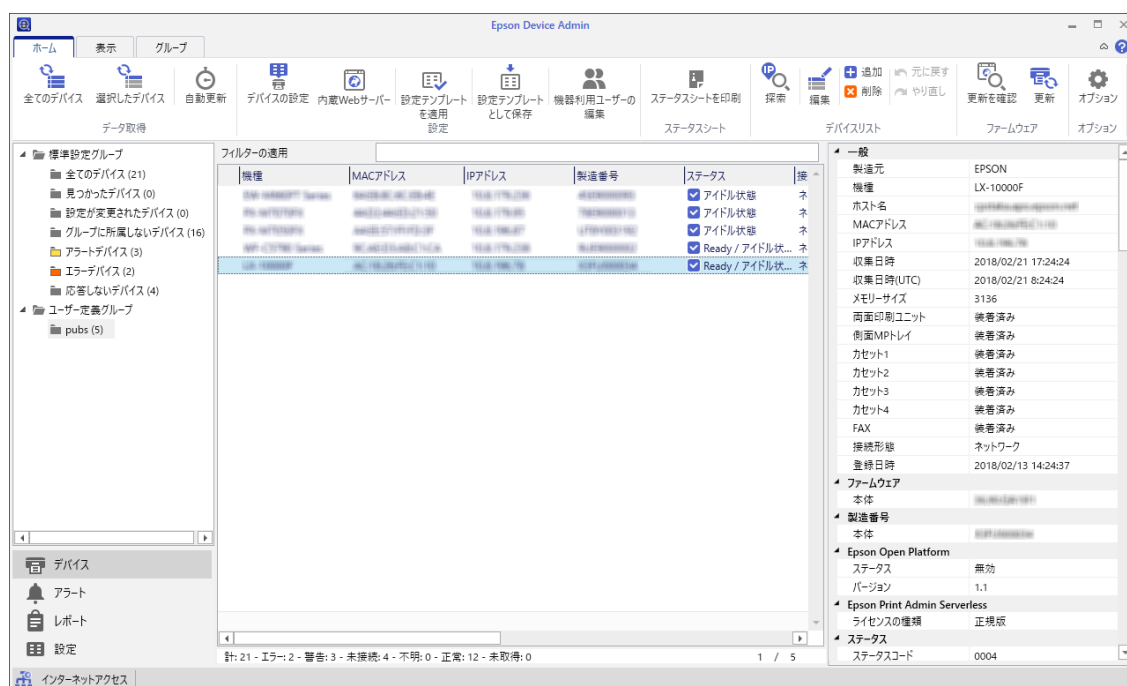 Epson Device Admin
ホーム 表示 グループ
全てのデバイス 選択したデバイス 自動更新 デバイスの設定 内蔵Webサーバー 設定テンプレートを適用 設定テンプレートとして保存 機器利用ユーザーの編集 ステータスシートを印刷 探索 編集 追加 元に戻す 更新を確認 更新 オプション
削除 やり直し
データ取得 設定 ステータスシート デバイスリスト ファームウェア オプション
標準設定グループ
全てのデバイス (21)
見つかったデバイス (0)
設定が変更されたデバイス (0)
グループに所属しないデバイス (16)
アラートデバイス (3)
エラーデバイス (2)
応答しないデバイス (4)
ユーザー定義グループ
pubs (5)
デバイス
アラート
レポート
設定
フィルターの適用
機種 MACアドレス IPアドレス 製造番号 ステータス 接
アイドル状態 ネ
アイドル状態 ネ
アイドル状態 ネ
Ready / アイドル状... ネ
Ready / アイドル状... ネ
計: 21 - エラー: 2 - 警告: 3 - 未接続: 4 - 不明: 0 - 正常: 12 - 未取得: 0 1 / 5
一般
製造元 EPSON
機種 LX-10000F
ホスト名
MACアドレス
IPアドレス
収集日時 2018/02/21 17:24:24
収集日時(UTC) 2018/02/21 8:24:24
メモリーサイズ 3136
両面印刷ユニット 装着済み
側面MPトレイ 装着済み
カセット1 装着済み
カセット2 装着済み
カセット3 装着済み
カセット4 装着済み
FAX 装着済み
接続形態 ネットワーク
登録日時 2018/02/13 14:24:37
ファームウェア
本体
製造番号
本体
Epson Open Platform
ステータス 無効
バージョン 1.1
Epson Print Admin Serverless
ライセンスの種類 正規版
ステータス
ステータスコード 0004
インターネットアクセス